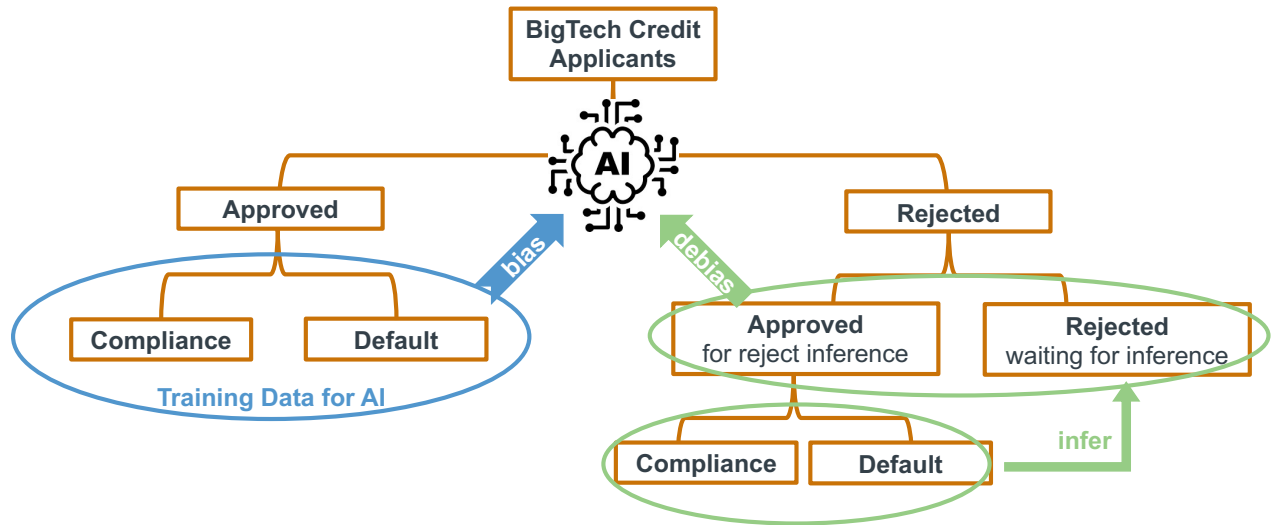 BigTech Credit
Applicants
AI
Approved
Rejected
bias
debias
Compliance
Default
Training Data for AI
Approved
for reject inference
Rejected
waiting for inference
infer
Compliance
Default